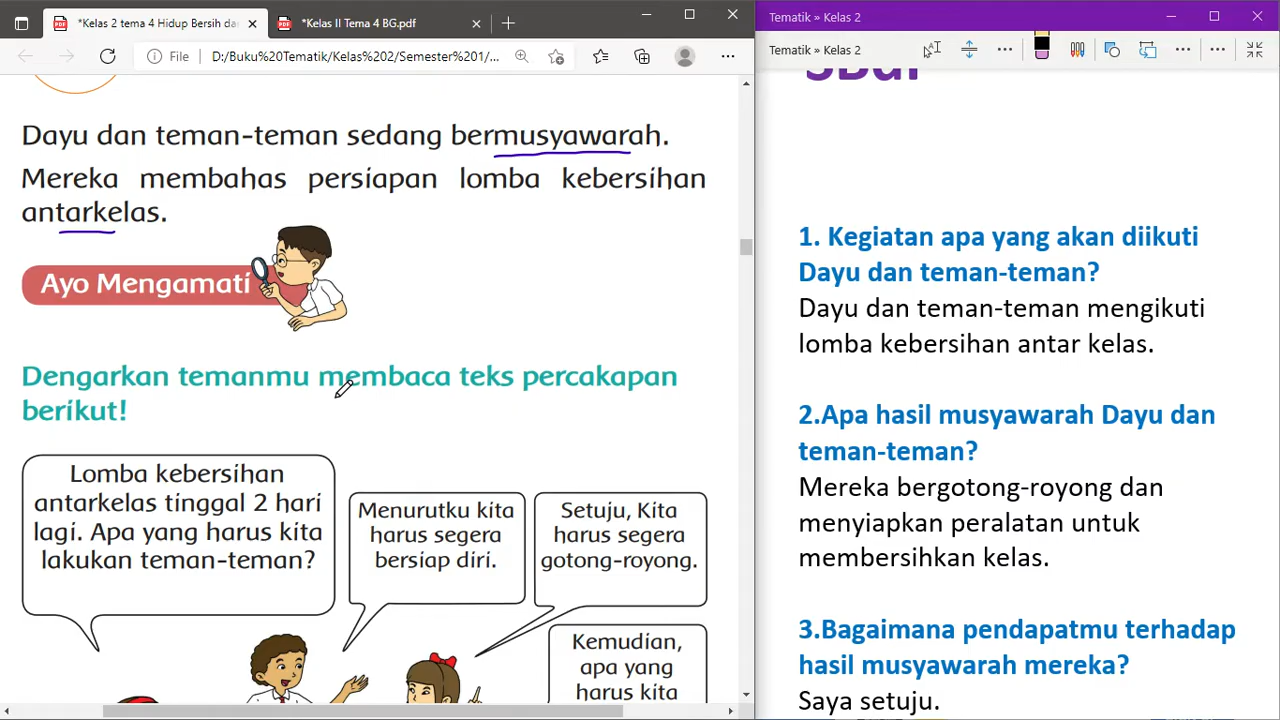 *Kelas 2 tema 4 Hidup Bersih da
*Kelas II Tema 4 BG.pdf
File
D:/Buku%20Tematik/Kelas%202/Semester%201/...
Dayu dan teman-teman sedang bermusyawarah.
Mereka membahas persiapan lomba kebersihan
antarkelas.
Ayo Mengamati
Dengarkan temanmu membaca teks percakapan
berikut!
Lomba kebersihan
antarkelas tinggal 2 hari
lagi. Apa yang harus kita
lakukan teman-teman?
Menurutku kita
harus segera
bersiap diri.
Setuju, Kita
harus segera
gotong-royong.
Kemudian,
apa yang
harus kita
Tematik » Kelas 2
Tematik » Kelas 2
1. Kegiatan apa yang akan diikuti
Dayu dan teman-teman?
Dayu dan teman-teman mengikuti
lomba kebersihan antar kelas.
2.Apa hasil musyawarah Dayu dan
teman-teman?
Mereka bergotong-royong dan
menyiapkan peralatan untuk
membersihkan kelas.
3.Bagaimana pendapatmu terhadap
hasil musyawarah mereka?
Saya setuju.